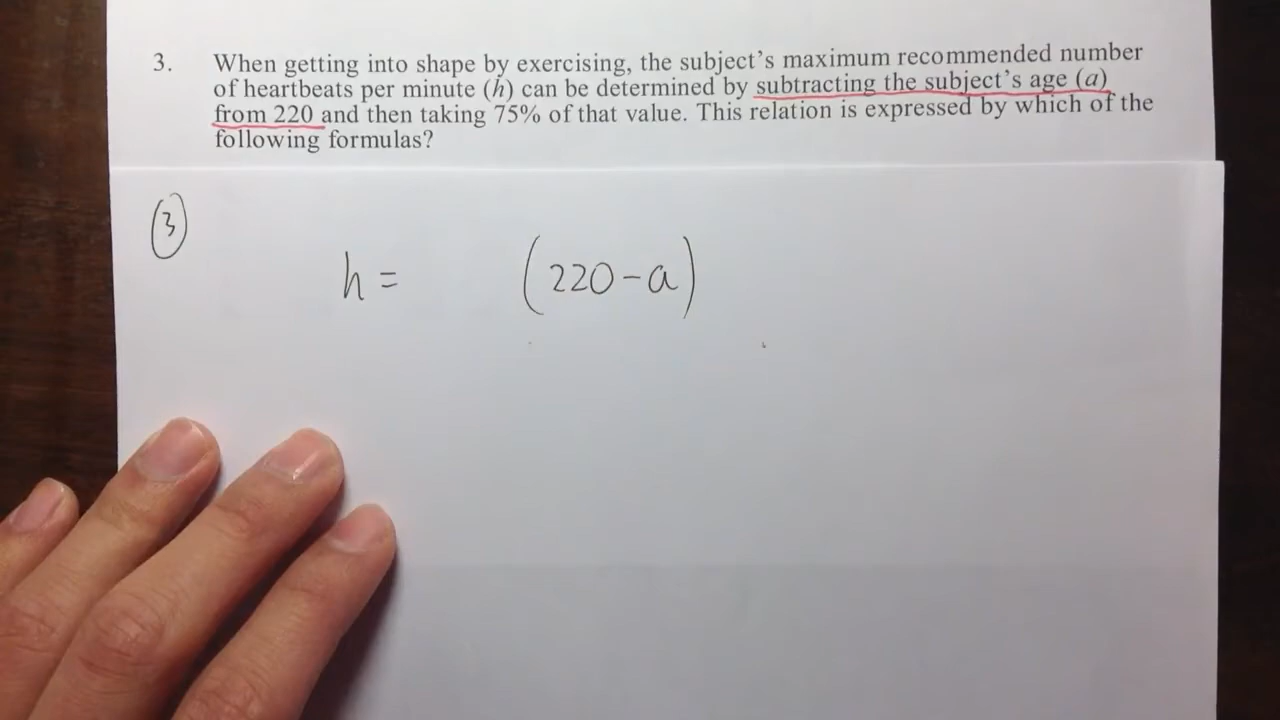 3. When getting into shape by exercising, the subject's maximum recommended number
of heartbeats per minute (h) can be determined by subtracting the subject's age (a)
from 220 and then taking 75% of that value. This relation is expressed by which of the
following formulas?
3
h = (220-a)